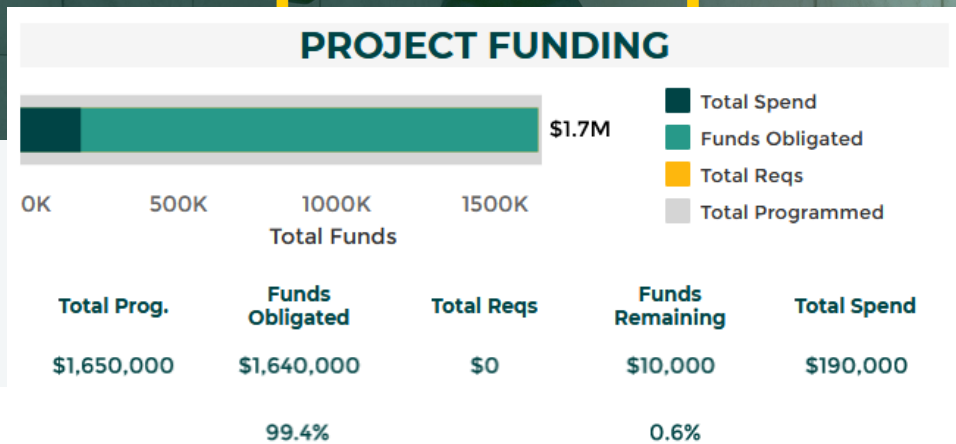 PROJECT FUNDING
$1.7M
Total Spend
Funds Obligated
Total Reqs
Total Programmed
0K 500K 1000K 1500K
Total Funds
Total Prog. Funds Obligated Total Reqs Funds Remaining Total Spend
$1,650,000 $1,640,000 $0 $10,000 $190,000
99.4% 0.6%